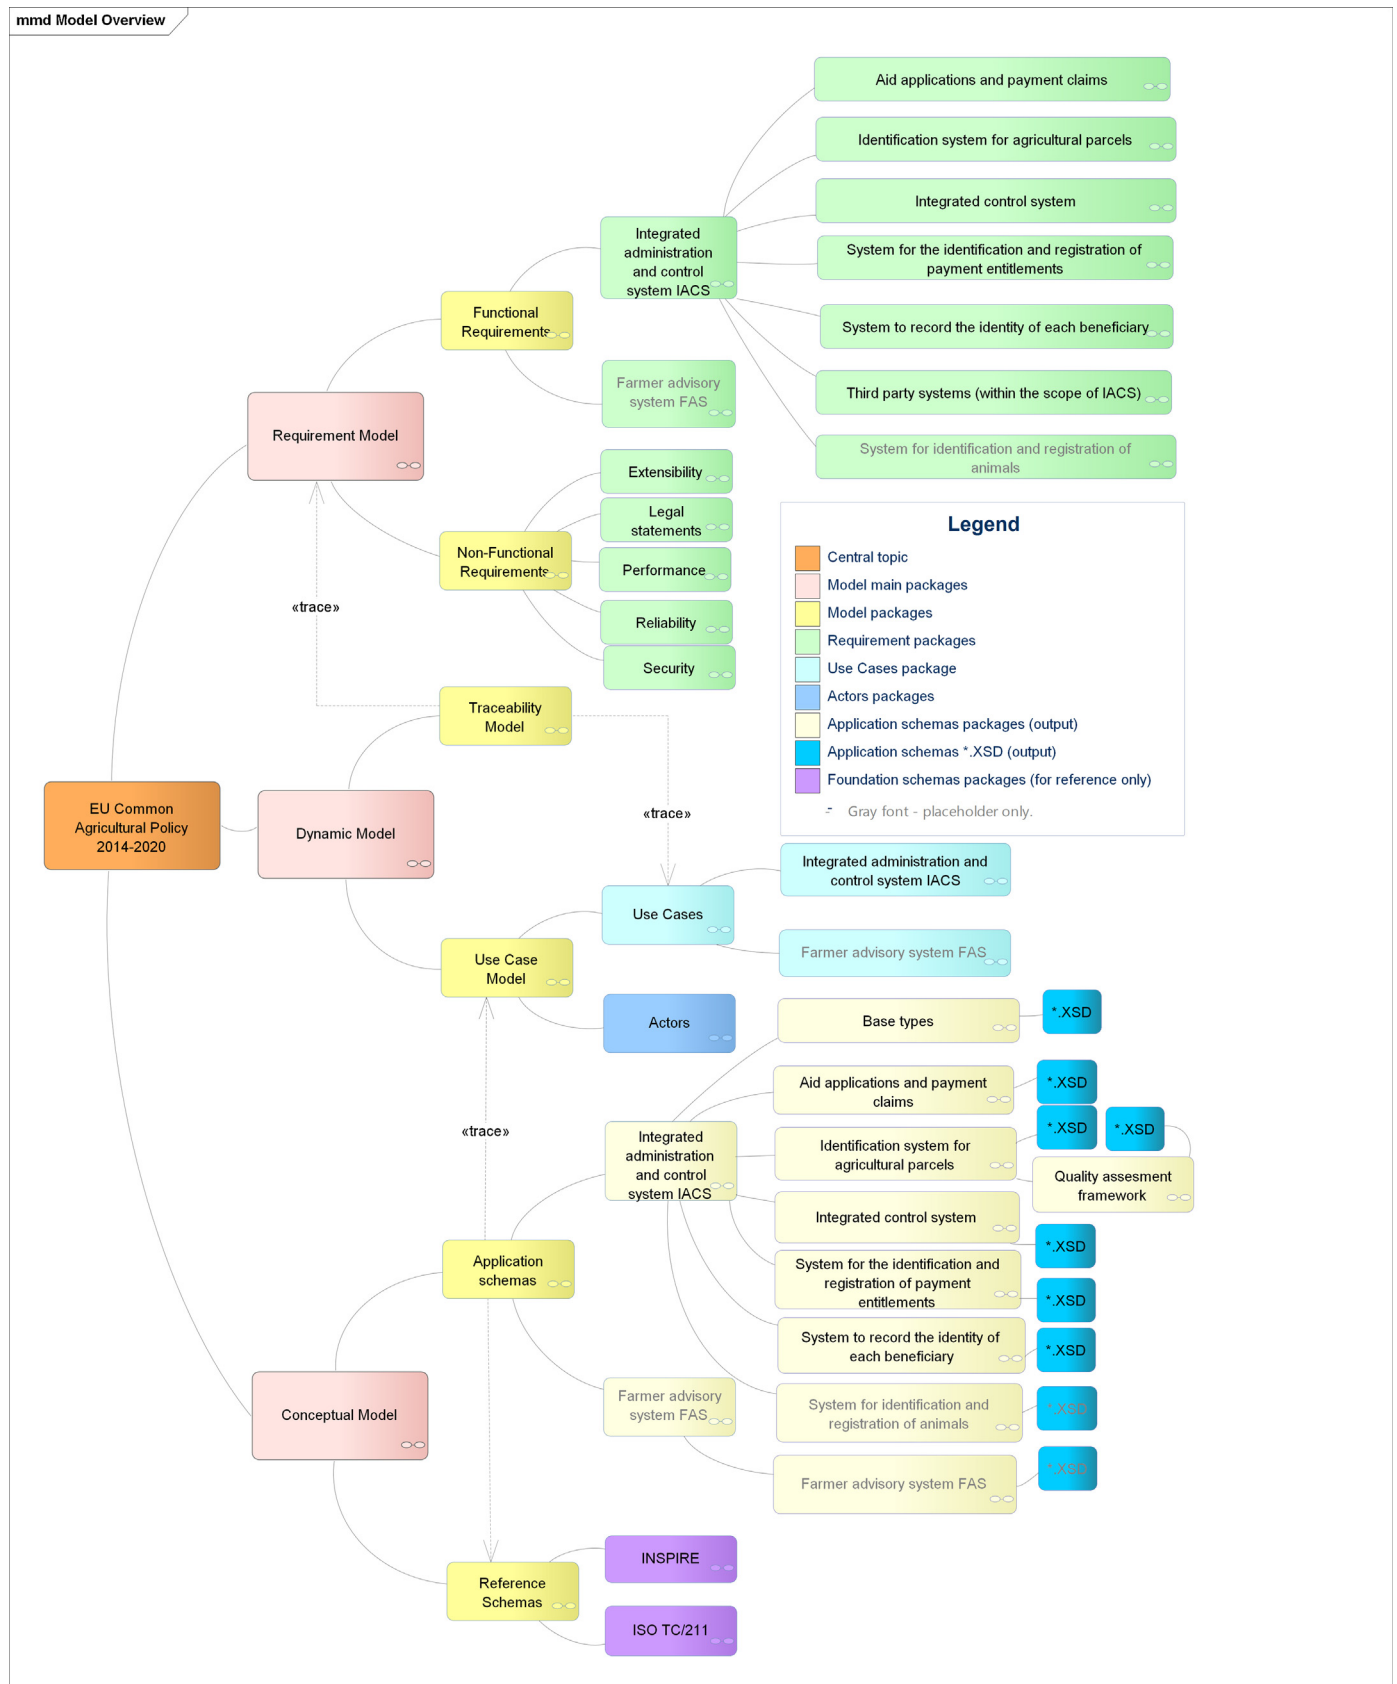 mmd Model Overview
Aid applications and payment claims
Identification system for agricultural parcels
Integrated control system
System for the identification and registration of
payment entitlements
System to record the identity of each beneficiary
Third party systems (within the scope of IACS)
System for identification and registration of
animals
Integrated
administration
and control
system IACS
Functional
Requirements
Farmer advisory
system FAS
Requirement Model
Extensibility
Legal
statements
Non-Functional
Requirements
Performance
Reliability
Security
«trace»
Legend
Central topic
Model main packages
Model packages
Requirement packages
Use Cases package
Actors packages
Application schemas packages (output)
Application schemas *.XSD (output)
Foundation schemas packages (for reference only)
Gray font - placeholder only.
Traceability
Model
EU Common
Agricultural Policy
2014-2020
Dynamic Model
«trace»
Integrated administration and
control system IACS
Use Cases
Farmer advisory system FAS
Use Case
Model
Actors
Base types
*.XSD
Aid applications and payment
claims
*.XSD
«trace»
Integrated
administration
and control
system IACS
Identification system for
agricultural parcels
*.XSD
*.XSD
Quality assesment
framework
Integrated control system
*.XSD
Application
schemas
System for the identification and
registration of payment
entitlements
*.XSD
System to record the identity of
each beneficiary
*.XSD
Conceptual Model
Farmer advisory
system FAS
System for identification and
registration of animals
*.XSD
Farmer advisory system FAS
*.XSD
Reference
Schemas
INSPIRE
ISO TC/211